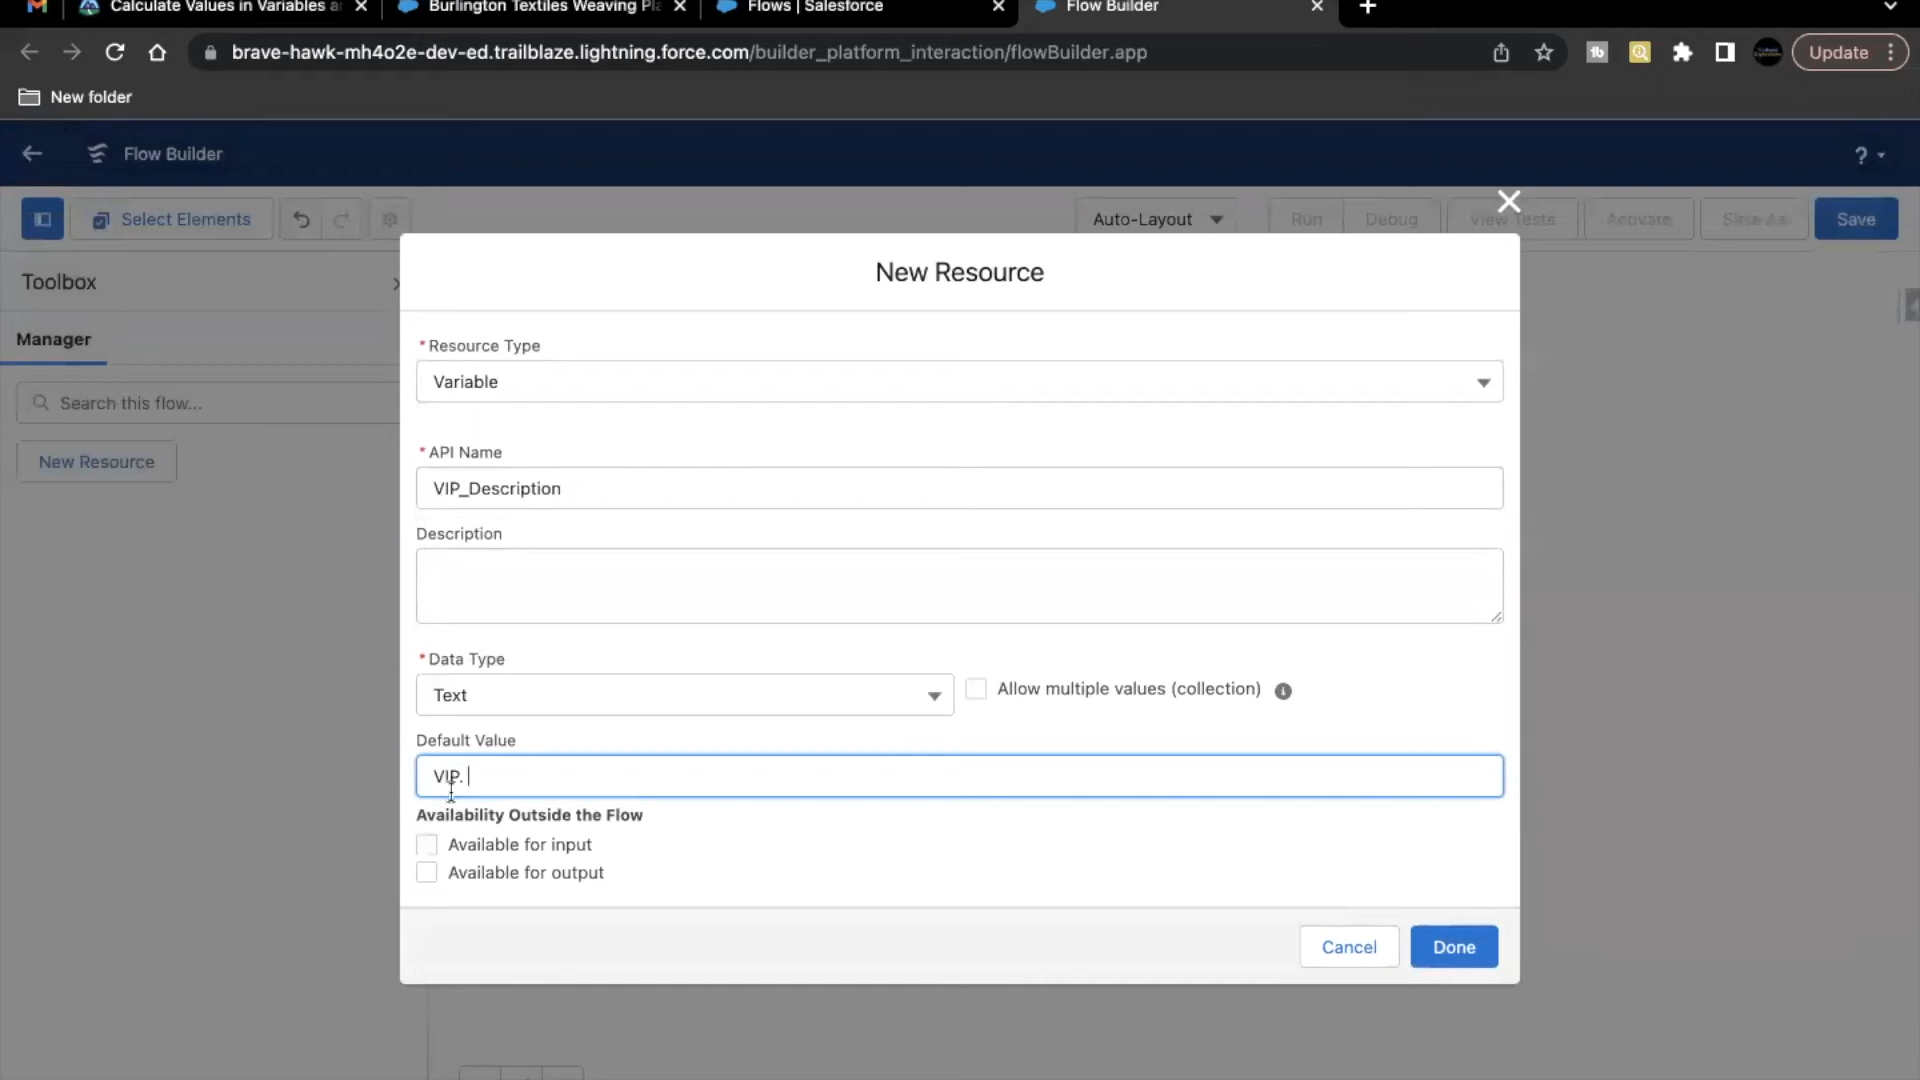 Calculate Values in Variables a
Burlington Textiles Weaving Pla
Flows | Salesforce
Flow Builder
brave-hawk-mh4o2e-dev-ed.trailblaze.lightning.force.com/builder_platform_interaction/flowBuilder.app
Update
New folder
Flow Builder
?
Select Elements
Auto-Layout
Run
Debug
View Tests
Activate
Save As
Save
Toolbox
Manager
Search this flow...
New Resource
New Resource
* Resource Type
Variable
* API Name
VIP_Description
Description
* Data Type
Text
Allow multiple values (collection)
Default Value
VIP.
Availability Outside the Flow
Available for input
Available for output
Cancel
Done